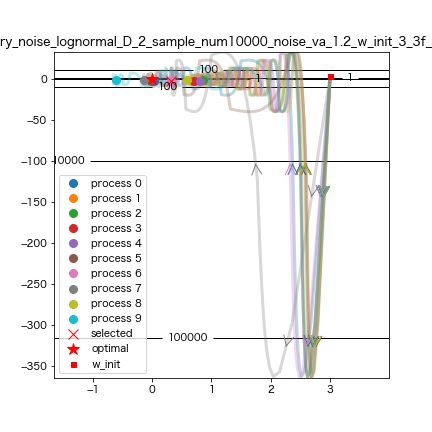 ry_noise_lognormal_D_2_sample_num10000_noise_va_1.2_w_init_3_3f_
0
−50
−100
−150
−200
−250
−300
−350
−1
0
1
2
3
100
1
1
100
10000
100000
process 0
process 1
process 2
process 3
process 4
process 5
process 6
process 7
process 8
process 9
selected
optimal
w_init